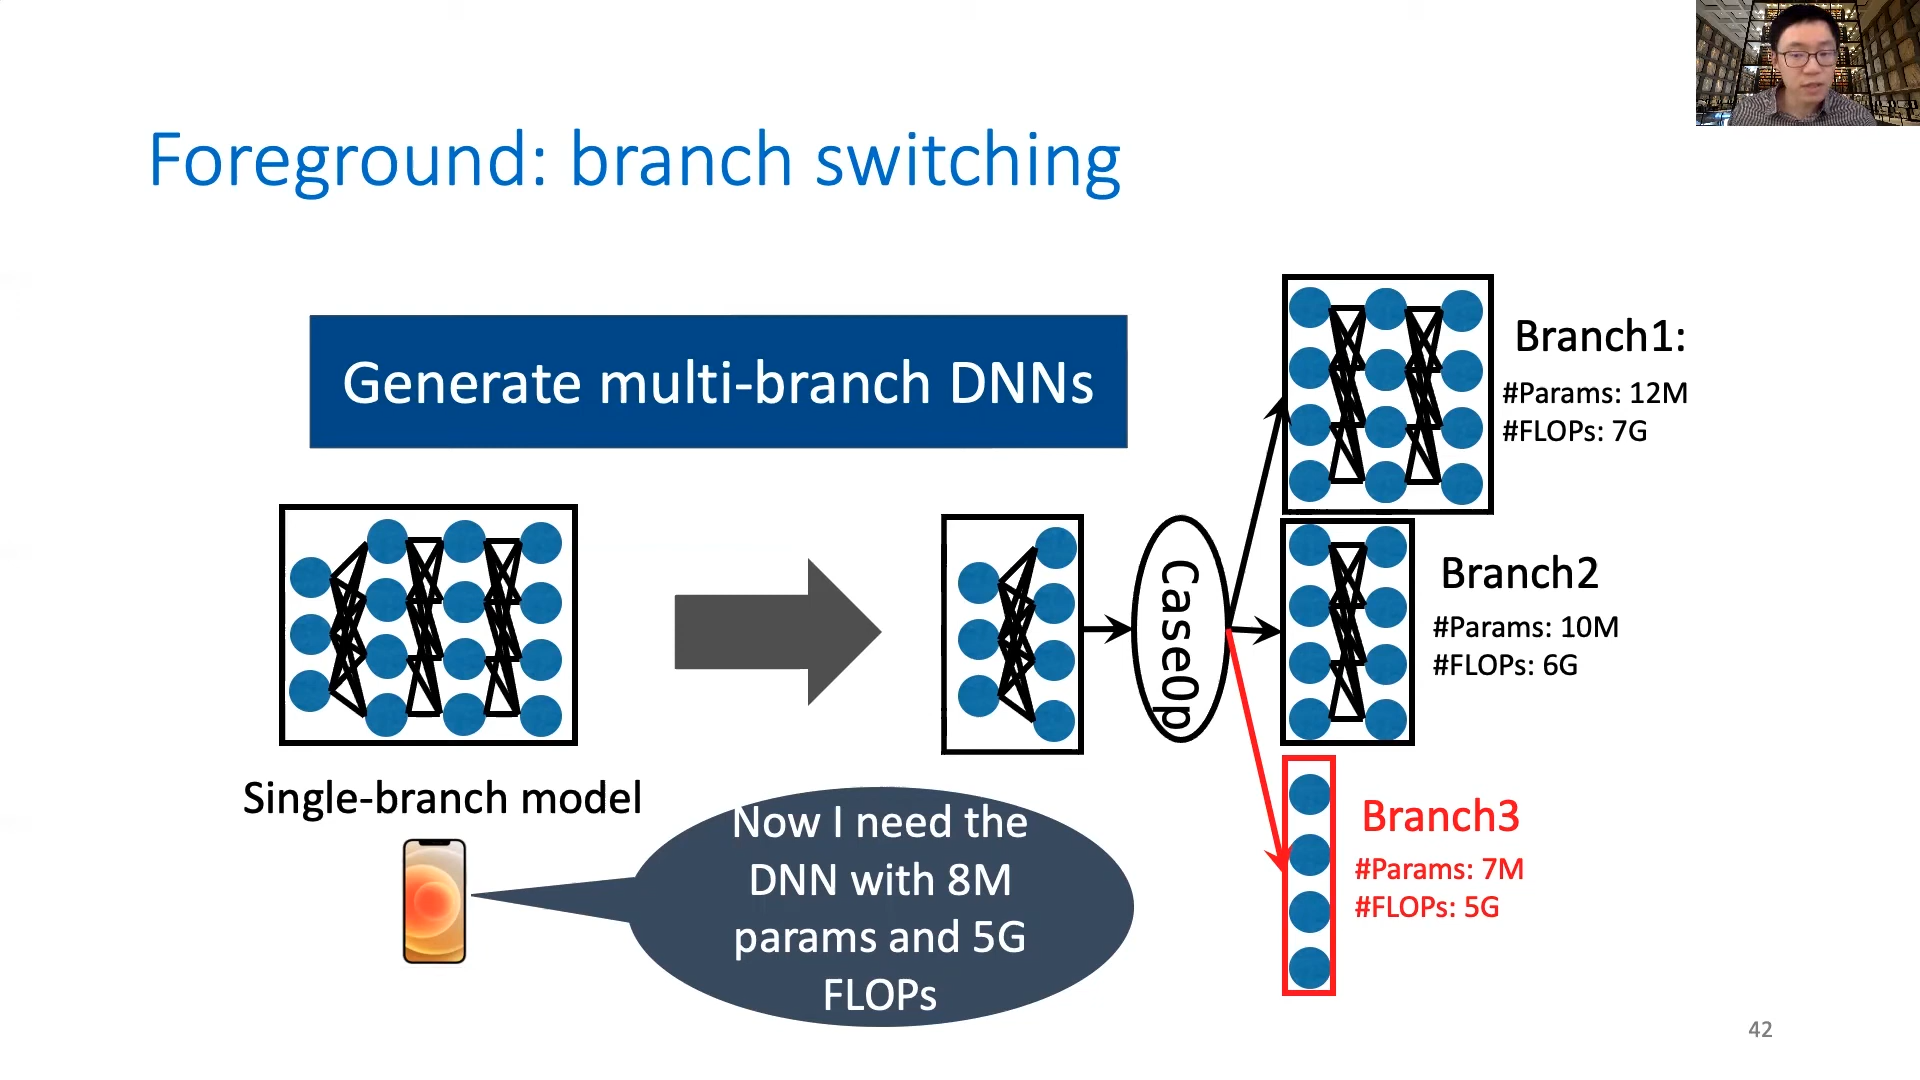 Foreground: branch switching
Generate multi-branch DNNs
Single-branch model
Now I need the
DNN with 8M
params and 5G
FLOPs
CaseOp
Branch1:
#Params: 12M
#FLOPs: 7G
Branch2
#Params: 10M
#FLOPs: 6G
Branch3
#Params: 7M
#FLOPs: 5G
42